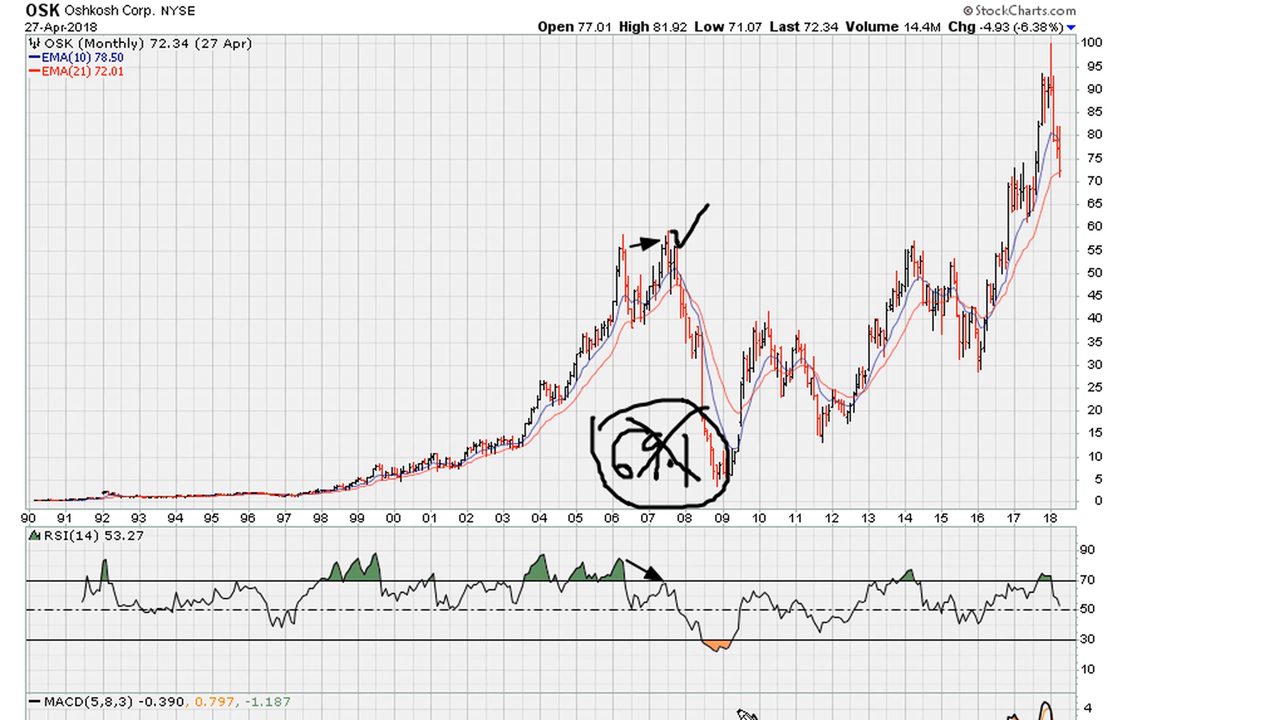 OSK Oshkosh Corp. NYSE
© StockCharts.com
27-Apr-2018
Open 77.01 High 81.92 Low 71.07 Last 72.34 Volume 14.4M Chg -4.93 (-6.38%)
OSK (Monthly) 72.34 (27 Apr)
EMA(10) 78.50
EMA(21) 72.01
100
95
90
85
80
75
70
65
60
55
50
45
40
35
30
25
20
15
10
5
0
90 91 92 93 94 95 96 97 98 99 00 01 02 03 04 05 06 07 08 09 10 11 12 13 14 15 16 17 18
RSI(14) 53.27
90
70
50
30
10
MACD(5,8,3) -0.390, 0.797, -1.187
4